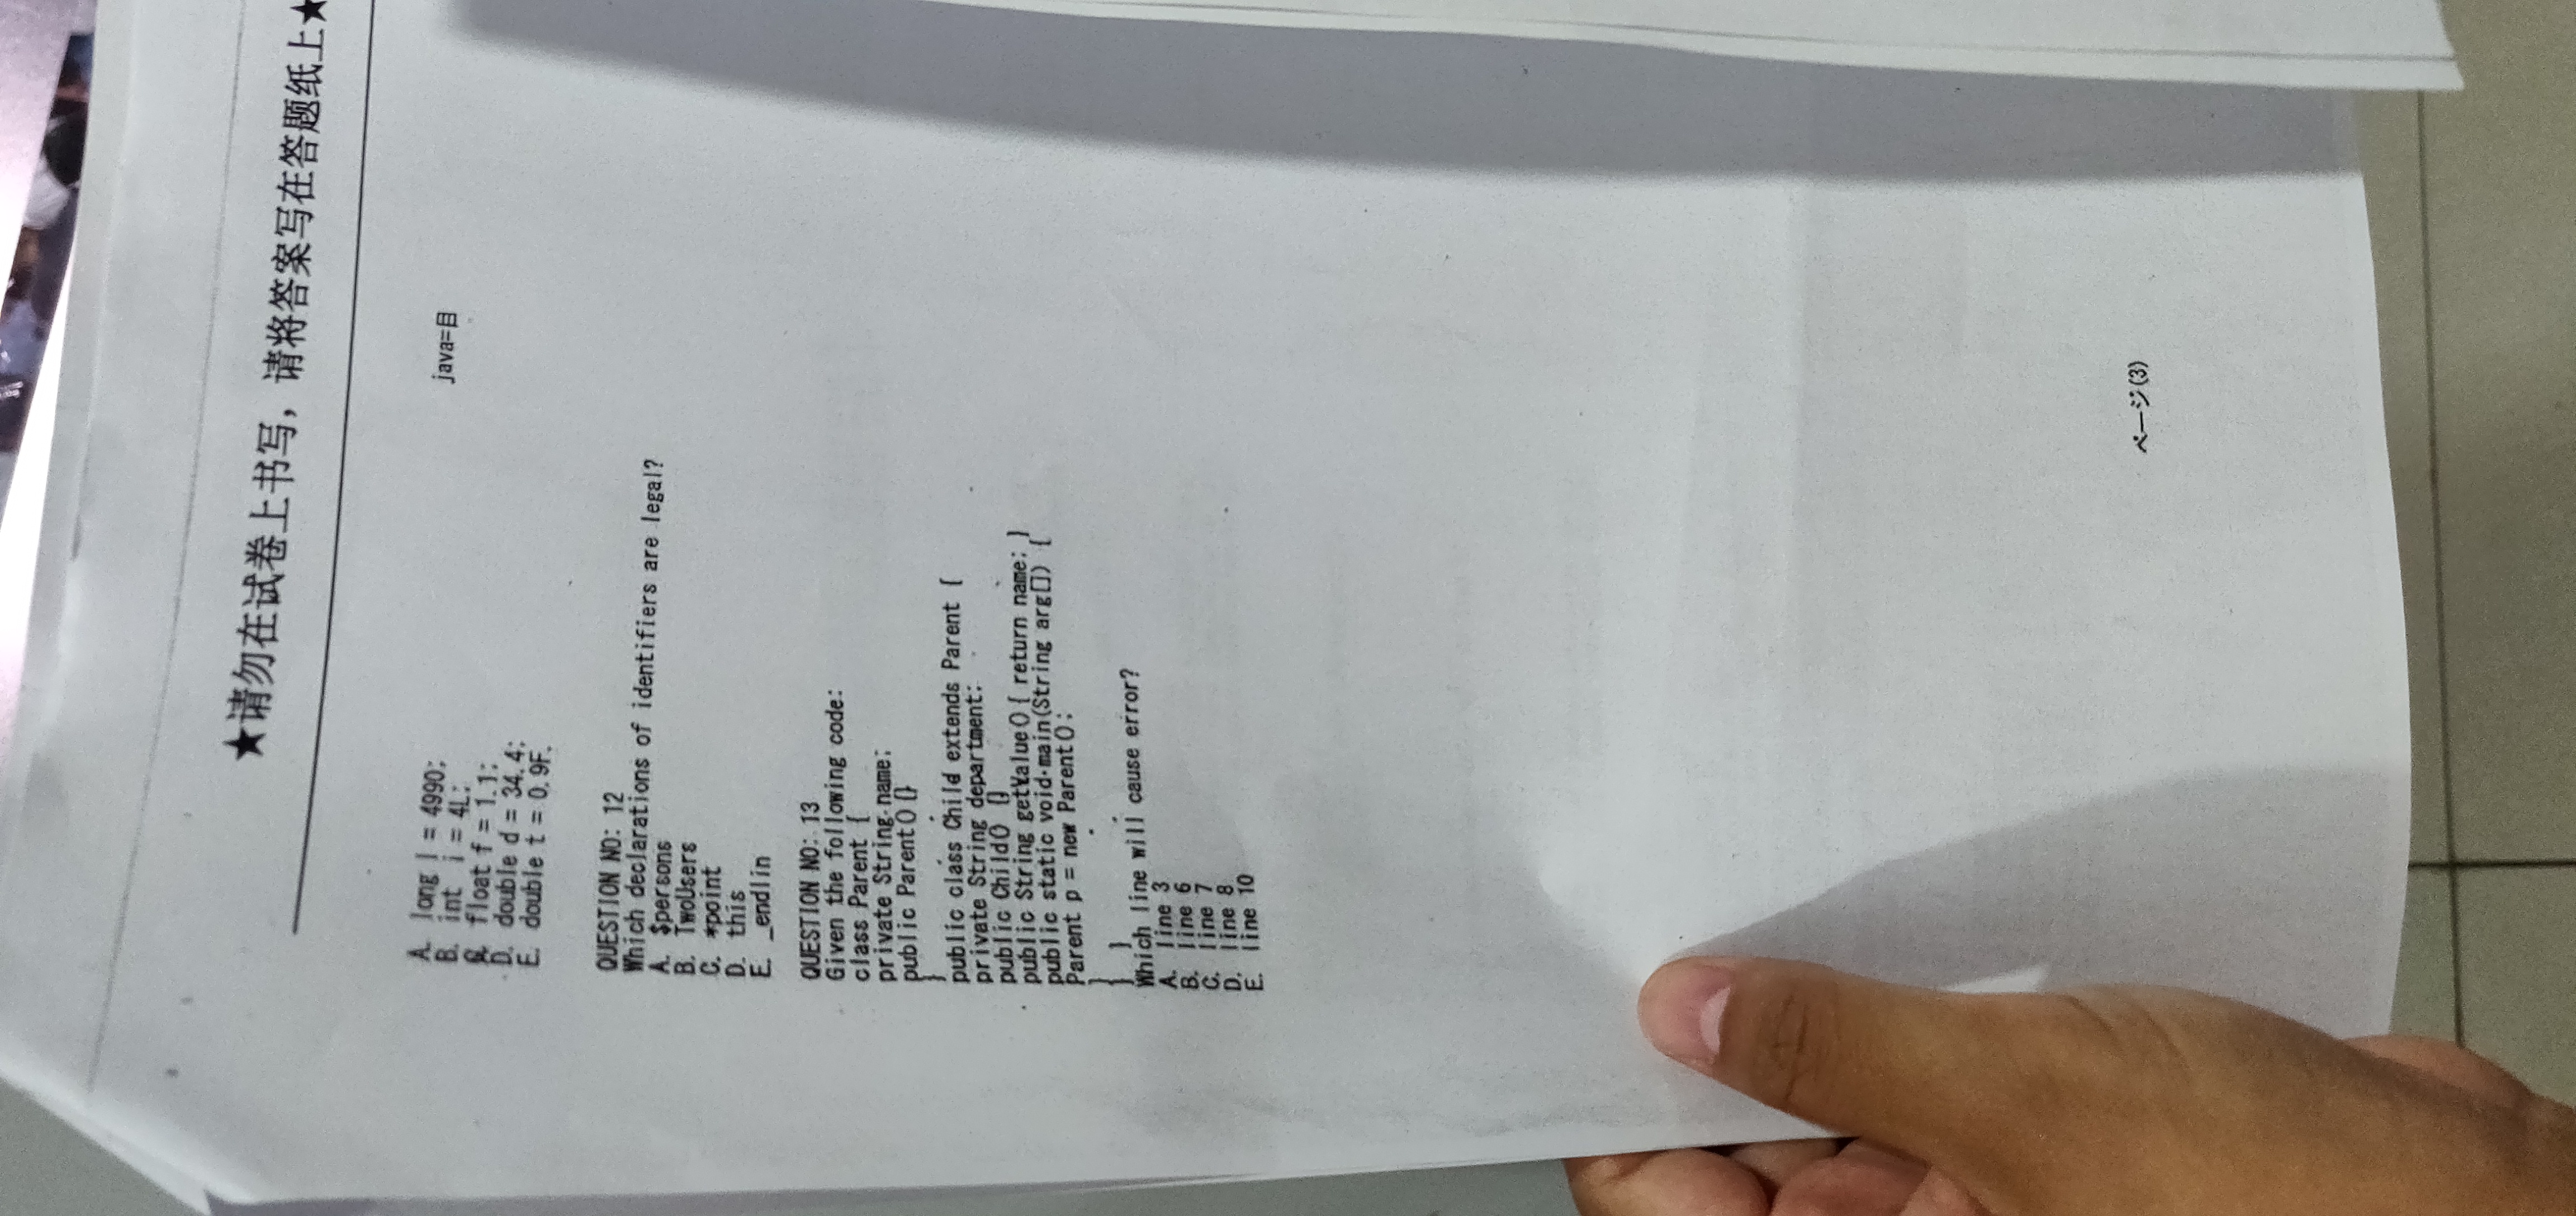 ★请勿在试卷上书写，请将答案写在答题纸上★
java=目
A. long l = 4990;
B. int i = 4L;
C. float f = 1.1;
D. double d = 34.4;
E. double t = 0.9F.
QUESTION NO: 12
Which declarations of identifiers are legal?
A. $persons
B. TwoUsers
C. *point
D. this
E. _endlin
QUESTION NO: 13
Given the following code:
class Parent {
private String name;
public Parent() {}
}
public class Child extends Parent {
private String department;
public Child() {}
public String getValue() { return name; }
public static void main(String arg[]) {
Parent p = new Parent();
}
} }
Which line will cause error?
A. line 3
B. line 6
C. line 7
D. line 8
E. line 10
ページ(3)